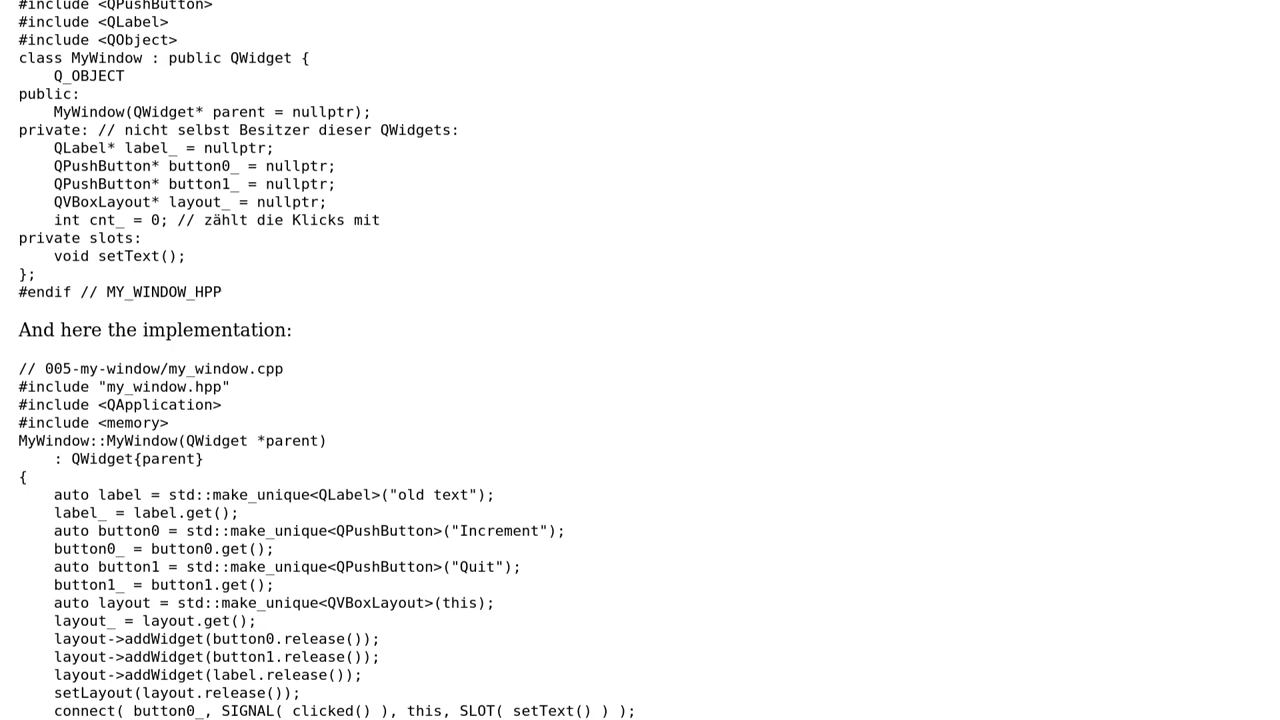 #include <QPushButton>
#include <QLabel>
#include <QObject>
class MyWindow : public QWidget {
    Q_OBJECT
public:
    MyWindow(QWidget* parent = nullptr);
private: // nicht selbst Besitzer dieser QWidgets:
    QLabel* label_ = nullptr;
    QPushButton* button0_ = nullptr;
    QPushButton* button1_ = nullptr;
    QVBoxLayout* layout_ = nullptr;
    int cnt_ = 0; // zählt die Klicks mit
private slots:
    void setText();
};
#endif // MY_WINDOW_HPP
And here the implementation:
// 005-my-window/my_window.cpp
#include "my_window.hpp"
#include <QApplication>
#include <memory>
MyWindow::MyWindow(QWidget *parent)
    : QWidget{parent}
{
    auto label = std::make_unique<QLabel>("old text");
    label_ = label.get();
    auto button0 = std::make_unique<QPushButton>("Increment");
    button0_ = button0.get();
    auto button1 = std::make_unique<QPushButton>("Quit");
    button1_ = button1.get();
    auto layout = std::make_unique<QVBoxLayout>(this);
    layout_ = layout.get();
    layout->addWidget(button0.release());
    layout->addWidget(button1.release());
    layout->addWidget(label.release());
    setLayout(layout.release());
    connect( button0_, SIGNAL( clicked() ), this, SLOT( setText() ) );